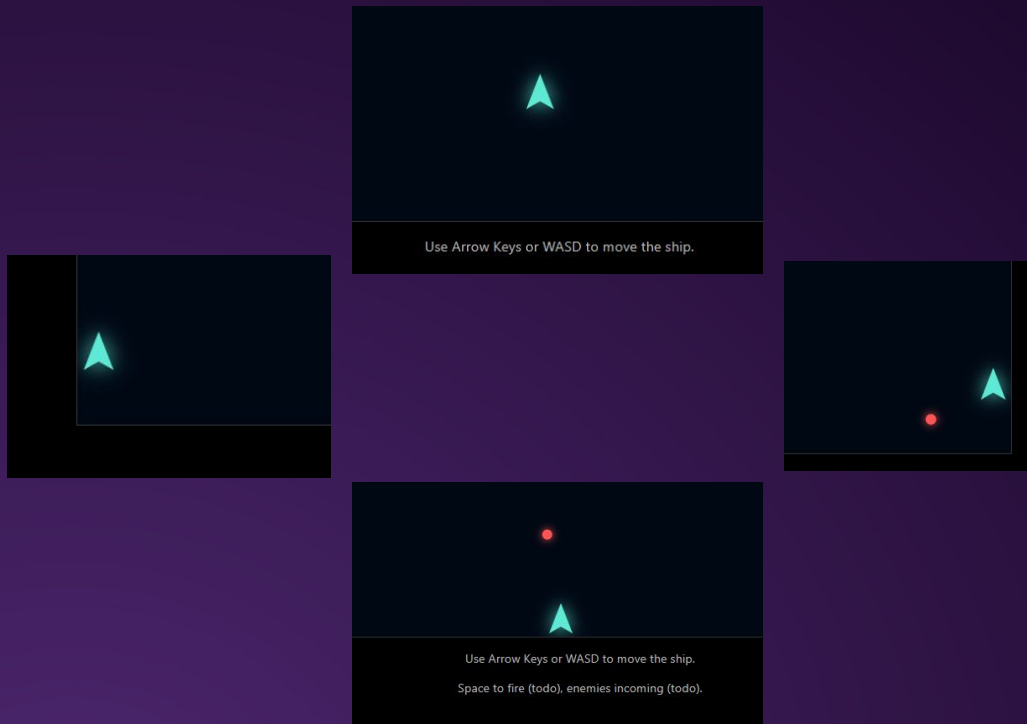 Use Arrow Keys or WASD to move the ship.
Use Arrow Keys or WASD to move the ship.
Space to fire (todo), enemies incoming (todo).